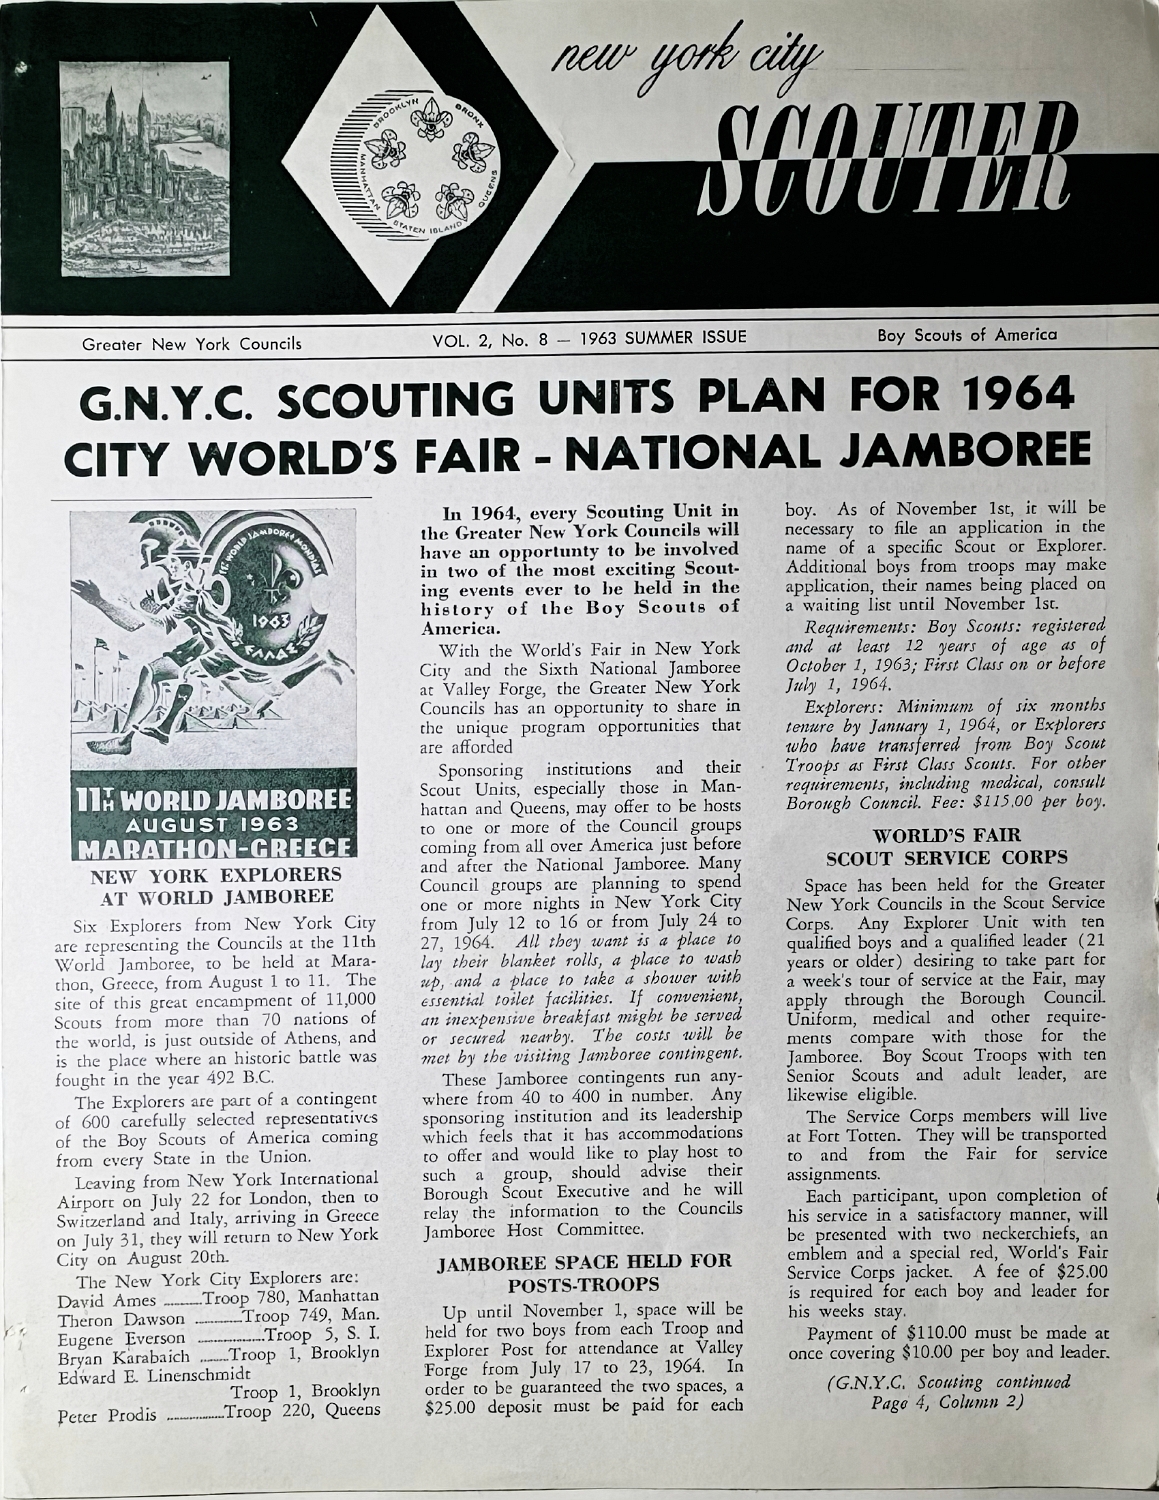 new york city
SCOUTER
BROOKLYN
BRONX
MANHATTAN
QUEENS
STATEN ISLAND
Greater New York Councils
VOL. 2, No. 8 — 1963 SUMMER ISSUE
Boy Scouts of America
G.N.Y.C. SCOUTING UNITS PLAN FOR 1964
CITY WORLD'S FAIR - NATIONAL JAMBOREE
WORLD JAMBOREE MONDIAL
1963
ΕΛΛΑΣ
11TH WORLD JAMBOREE
AUGUST 1963
MARATHON-GREECE
NEW YORK EXPLORERS
AT WORLD JAMBOREE
Six Explorers from New York City
are representing the Councils at the 11th
World Jamboree, to be held at Mara-
thon, Greece, from August 1 to 11. The
site of this great encampment of 11,000
Scouts from more than 70 nations of
the world, is just outside of Athens, and
is the place where an historic battle was
fought in the year 492 B.C.
The Explorers are part of a contingent
of 600 carefully selected representatives
of the Boy Scouts of America coming
from every State in the Union.
Leaving from New York International
Airport on July 22 for London, then to
Switzerland and Italy, arriving in Greece
on July 31, they will return to New York
City on August 20th.
The New York City Explorers are:
David Ames ..........Troop 780, Manhattan
Theron Dawson ............Troop 749, Man.
Eugene Everson .................Troop 5, S. I.
Bryan Karabaich .......Troop 1, Brooklyn
Edward E. Linenschmidt
Troop 1, Brooklyn
Peter Prodis ...............Troop 220, Queens
In 1964, every Scouting Unit in
the Greater New York Councils will
have an opportunty to be involved
in two of the most exciting Scout-
ing events ever to be held in the
history of the Boy Scouts of
America.
With the World's Fair in New York
City and the Sixth National Jamboree
at Valley Forge, the Greater New York
Councils has an opportunity to share in
the unique program opportunities that
are afforded
Sponsoring institutions and their
Scout Units, especially those in Man-
hattan and Queens, may offer to be hosts
to one or more of the Council groups
coming from all over America just before
and after the National Jamboree. Many
Council groups are planning to spend
one or more nights in New York City
from July 12 to 16 or from July 24 to
27, 1964. All they want is a place to
lay their blanket rolls, a place to wash
up, and a place to take a shower with
essential toilet facilities. If convenient,
an inexpensive breakfast might be served
or secured nearby. The costs will be
met by the visiting Jamboree contingent.
These Jamboree contingents run any-
where from 40 to 400 in number. Any
sponsoring institution and its leadership
which feels that it has accommodations
to offer and would like to play host to
such a group, should advise their
Borough Scout Executive and he will
relay the information to the Councils
Jamboree Host Committee.
JAMBOREE SPACE HELD FOR
POSTS-TROOPS
Up until November 1, space will be
held for two boys from each Troop and
Explorer Post for attendance at Valley
Forge from July 17 to 23, 1964. In
order to be guaranteed the two spaces, a
$25.00 deposit must be paid for each
boy. As of November 1st, it will be
necessary to file an application in the
name of a specific Scout or Explorer.
Additional boys from troops may make
application, their names being placed on
a waiting list until November 1st.
Requirements: Boy Scouts: registered
and at least 12 years of age as of
October 1, 1963; First Class on or before
July 1, 1964.
Explorers: Minimum of six months
tenure by January 1, 1964, or Explorers
who have transferred from Boy Scout
Troops as First Class Scouts. For other
requirements, including medical, consult
Borough Council. Fee: $115.00 per boy.
WORLD'S FAIR
SCOUT SERVICE CORPS
Space has been held for the Greater
New York Councils in the Scout Service
Corps. Any Explorer Unit with ten
qualified boys and a qualified leader (21
years or older) desiring to take part for
a week's tour of service at the Fair, may
apply through the Borough Council.
Uniform, medical and other require-
ments compare with those for the
Jamboree. Boy Scout Troops with ten
Senior Scouts and adult leader, are
likewise eligible.
The Service Corps members will live
at Fort Totten. They will be transported
to and from the Fair for service
assignments.
Each participant, upon completion of
his service in a satisfactory manner, will
be presented with two neckerchiefs, an
emblem and a special red, World's Fair
Service Corps jacket. A fee of $25.00
is required for each boy and leader for
his weeks stay.
Payment of $110.00 must be made at
once covering $10.00 per boy and leader.
(G.N.Y.C. Scouting continued
Page 4, Column 2)